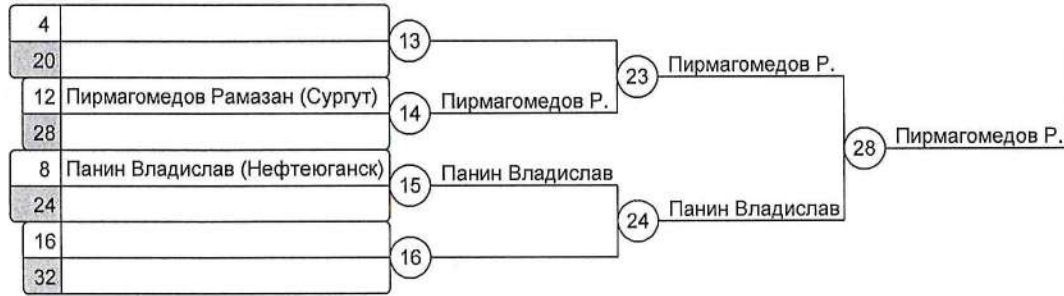 4
13
20
23 Пирмагомедов Р.
12 Пирмагомедов Рамазан (Сургут)
14 Пирмагомедов Р.
28
28 Пирмагомедов Р.
8 Панин Владислав (Нефтеюганск)
15 Панин Владислав
24
24 Панин Владислав
16
16
32